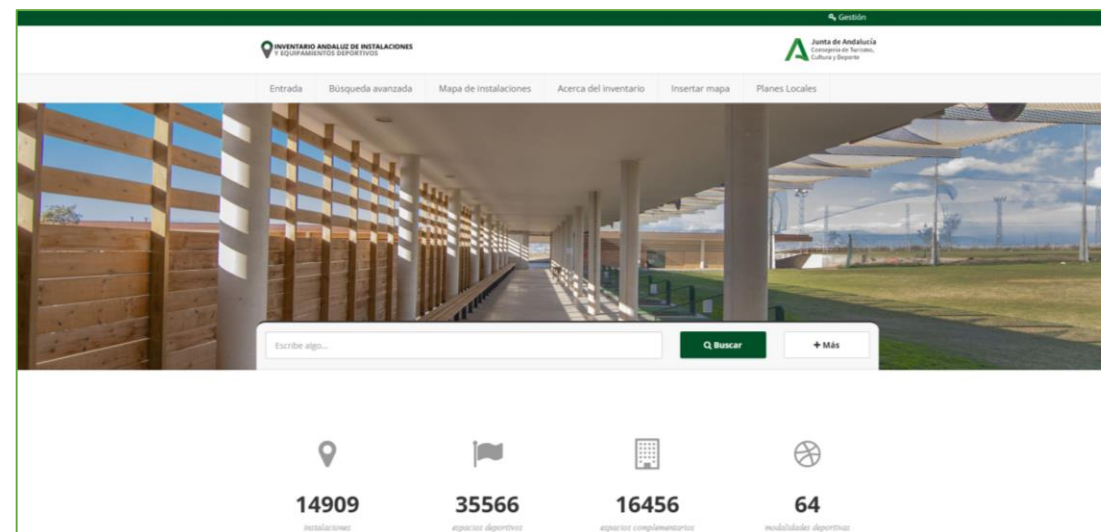 Gestión
INVENTARIO ANDALUZ DE INSTALACIONES
Y EQUIPAMIENTOS DEPORTIVOS
Junta de Andalucía
Consejería de Turismo,
Cultura y Deporte
Entrada Búsqueda avanzada Mapa de instalaciones Acerca del inventario Insertar mapa Planes Locales
Escribe algo... Buscar + Más
14909 35566 16456 64
instalaciones espacios deportivos espacios complementarios modalidades deportivas